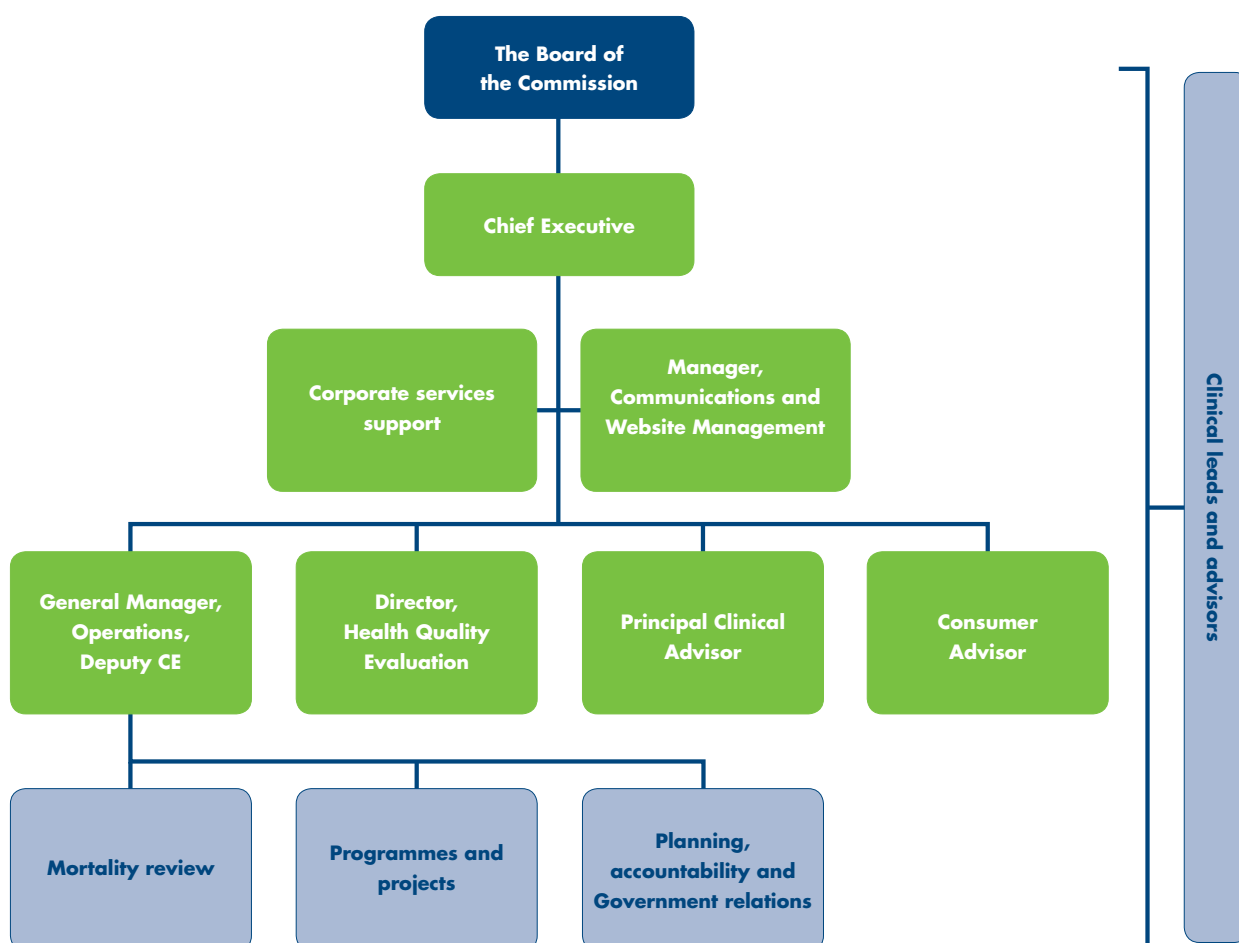 The Board of
the Commission
Chief Executive
Corporate services
support
Manager,
Communications and
Website Management
General Manager,
Operations,
Deputy CE
Director,
Health Quality
Evaluation
Principal Clinical
Advisor
Consumer
Advisor
Mortality review
Programmes and
projects
Planning,
accountability and
Government relations
Clinical leads and advisors